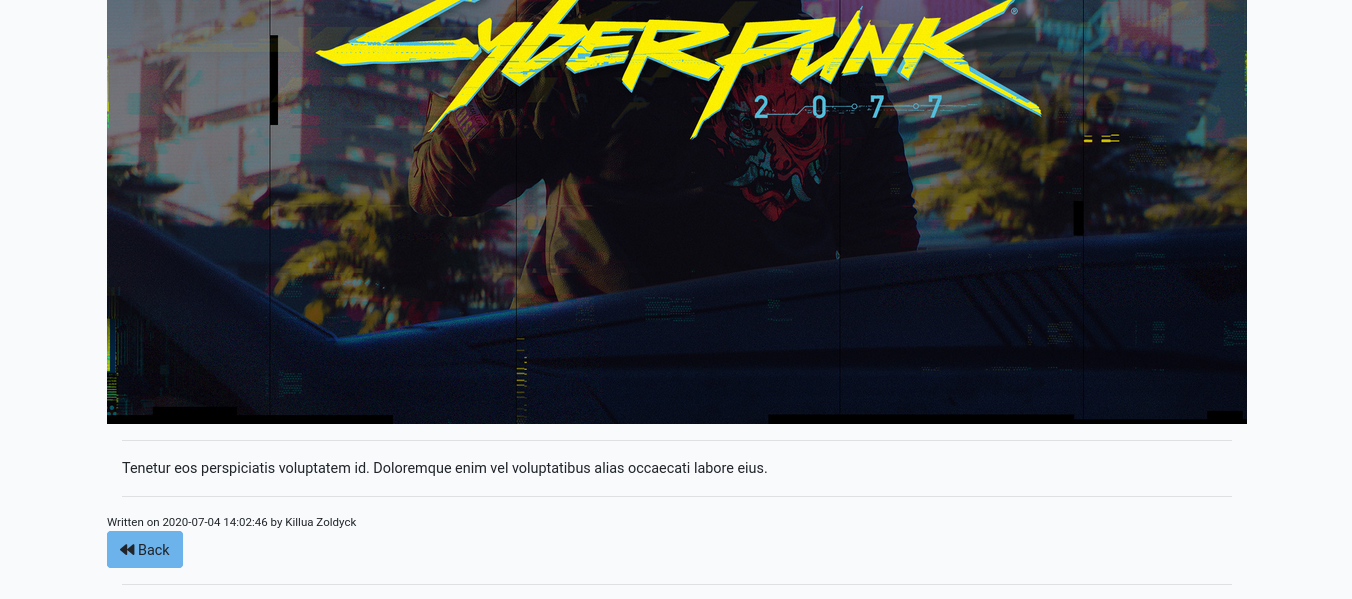 Cyberpunk®
2077
Tenetur eos perspiciatis voluptatem id. Doloremque enim vel voluptatibus alias occaecati labore eius.
Written on 2020-07-04 14:02:46 by Killua Zoldyck
Back